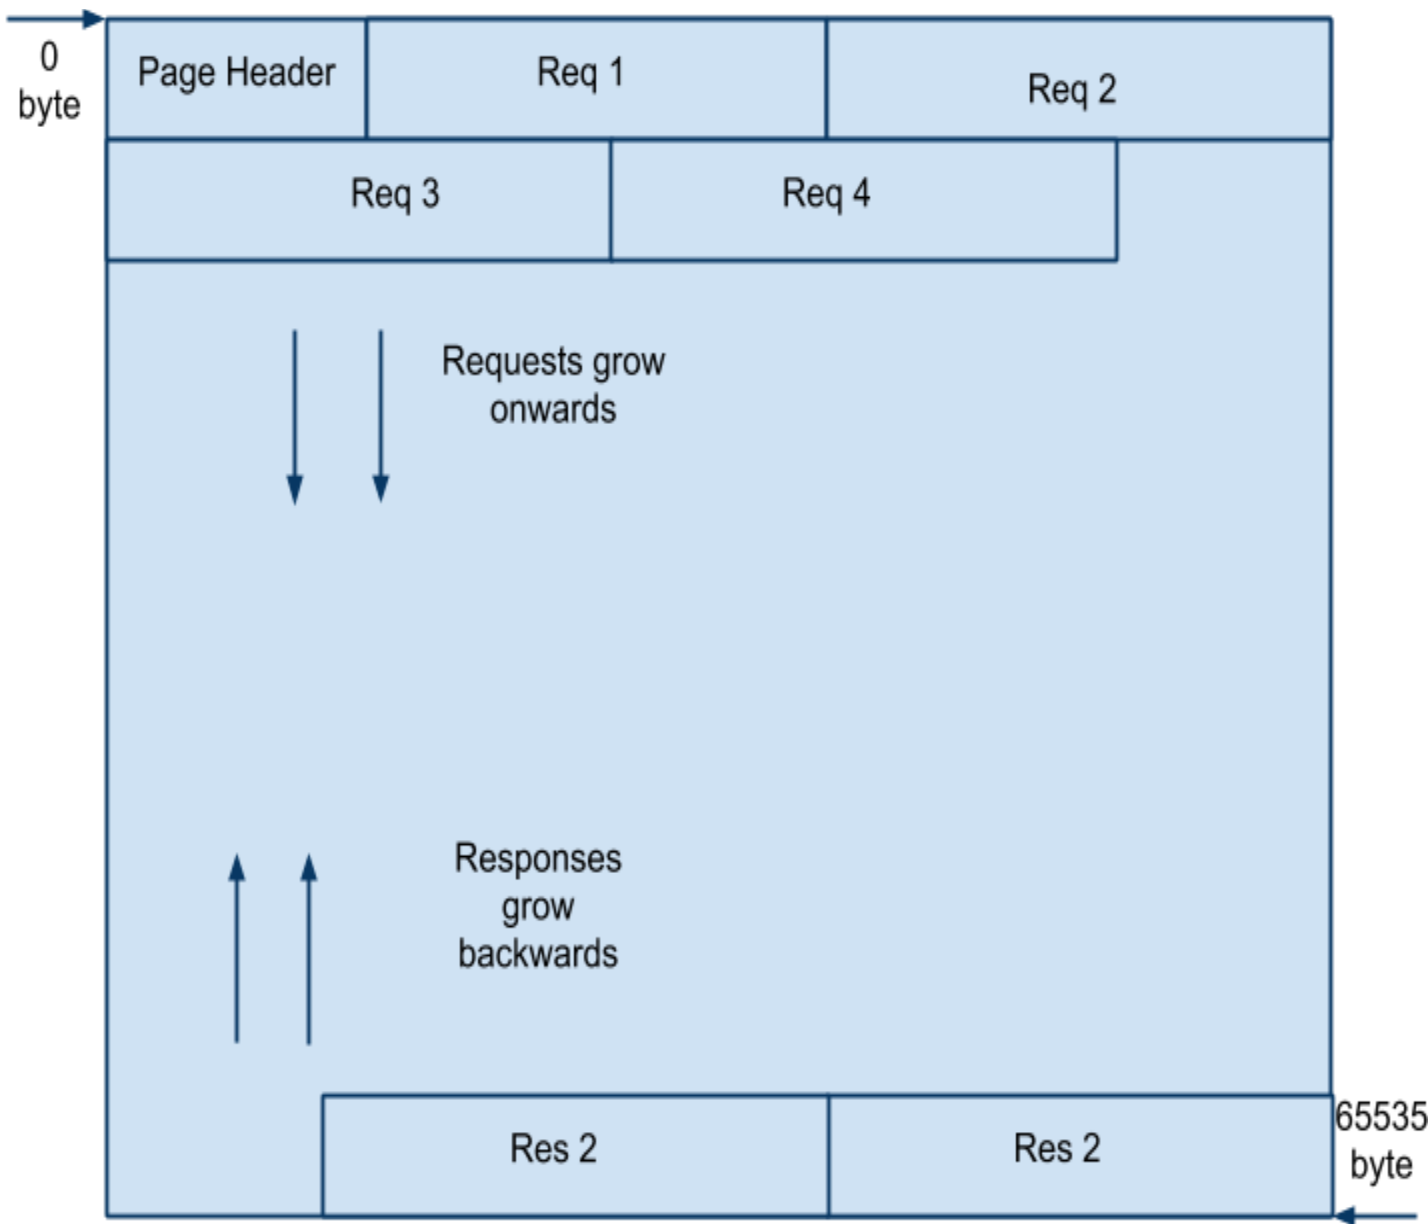 0
byte
Page Header
Req 1
Req 2
Req 3
Req 4
Requests grow
onwards
Responses
grow
backwards
Res 2
Res 2
65535
byte